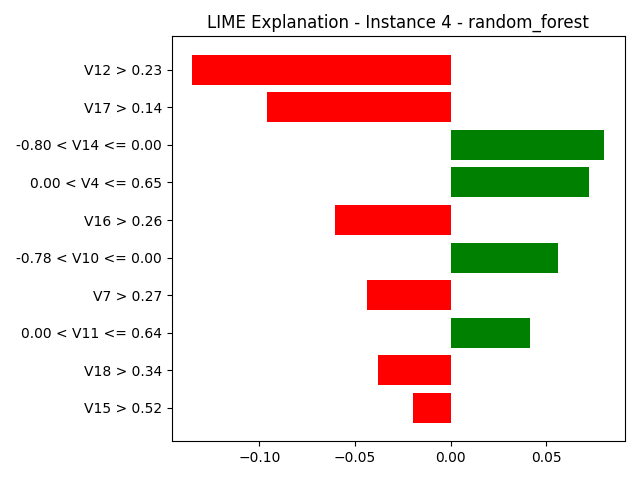 LIME Explanation - Instance 4 - random_forest
V12 > 0.23
V17 > 0.14
-0.80 < V14 <= 0.00
0.00 < V4 <= 0.65
V16 > 0.26
-0.78 < V10 <= 0.00
V7 > 0.27
0.00 < V11 <= 0.64
V18 > 0.34
V15 > 0.52
−0.10 −0.05 0.00 0.05